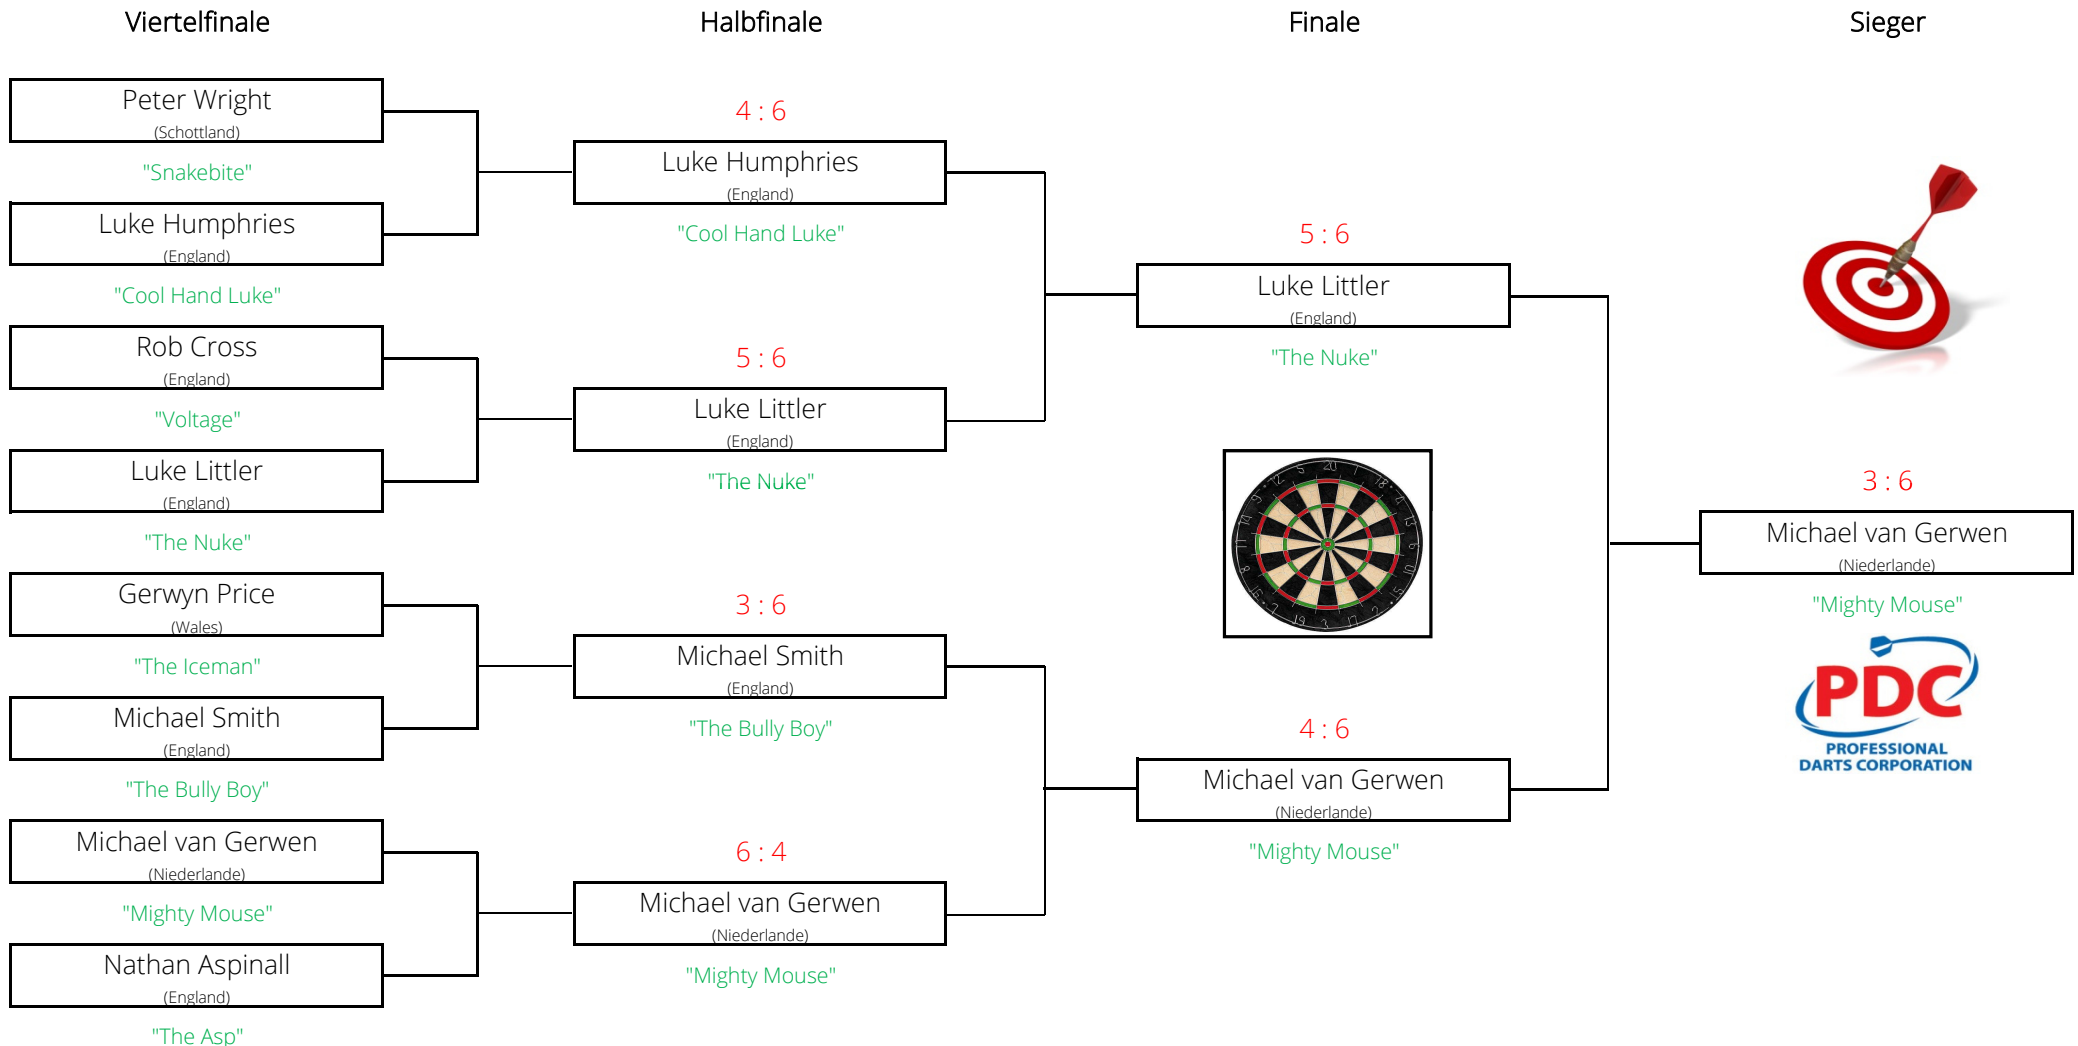 Viertelfinale
Halbfinale
Finale
Sieger
Peter Wright
(Schottland)
"Snakebite"
Luke Humphries
(England)
"Cool Hand Luke"
Rob Cross
(England)
"Voltage"
Luke Littler
(England)
"The Nuke"
Gerwyn Price
(Wales)
"The Iceman"
Michael Smith
(England)
"The Bully Boy"
Michael van Gerwen
(Niederlande)
"Mighty Mouse"
Nathan Aspinall
(England)
"The Asp"
4 : 6
Luke Humphries
(England)
"Cool Hand Luke"
5 : 6
Luke Littler
(England)
"The Nuke"
3 : 6
Michael Smith
(England)
"The Bully Boy"
6 : 4
Michael van Gerwen
(Niederlande)
"Mighty Mouse"
5 : 6
Luke Littler
(England)
"The Nuke"
4 : 6
Michael van Gerwen
(Niederlande)
"Mighty Mouse"
3 : 6
Michael van Gerwen
(Niederlande)
"Mighty Mouse"
PDC
PROFESSIONAL
DARTS CORPORATION